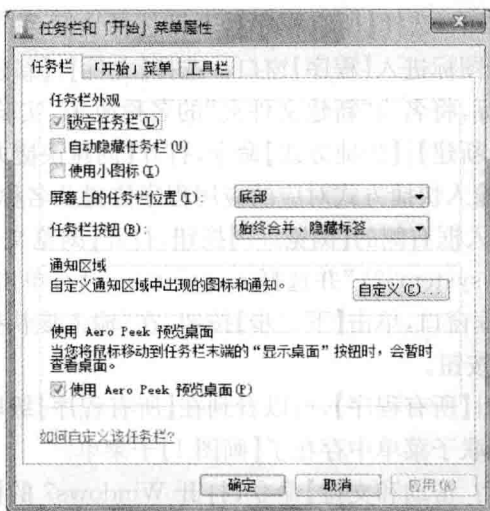 任务栏和「开始」菜单属性
任务栏 「开始」菜单 工具栏
任务栏外观
锁定任务栏(L)
自动隐藏任务栏(U)
使用小图标(I)
屏幕上的任务栏位置(T): 底部
任务栏按钮(B): 始终合并、隐藏标签
通知区域
自定义通知区域中出现的图标和通知。 自定义(C)...
使用 Aero Peek 预览桌面
当您将鼠标移动到任务栏末端的“显示桌面”按钮时,会暂时
查看桌面。
使用 Aero Peek 预览桌面(P)
如何自定义该任务栏?
确定 取消 应用(A)